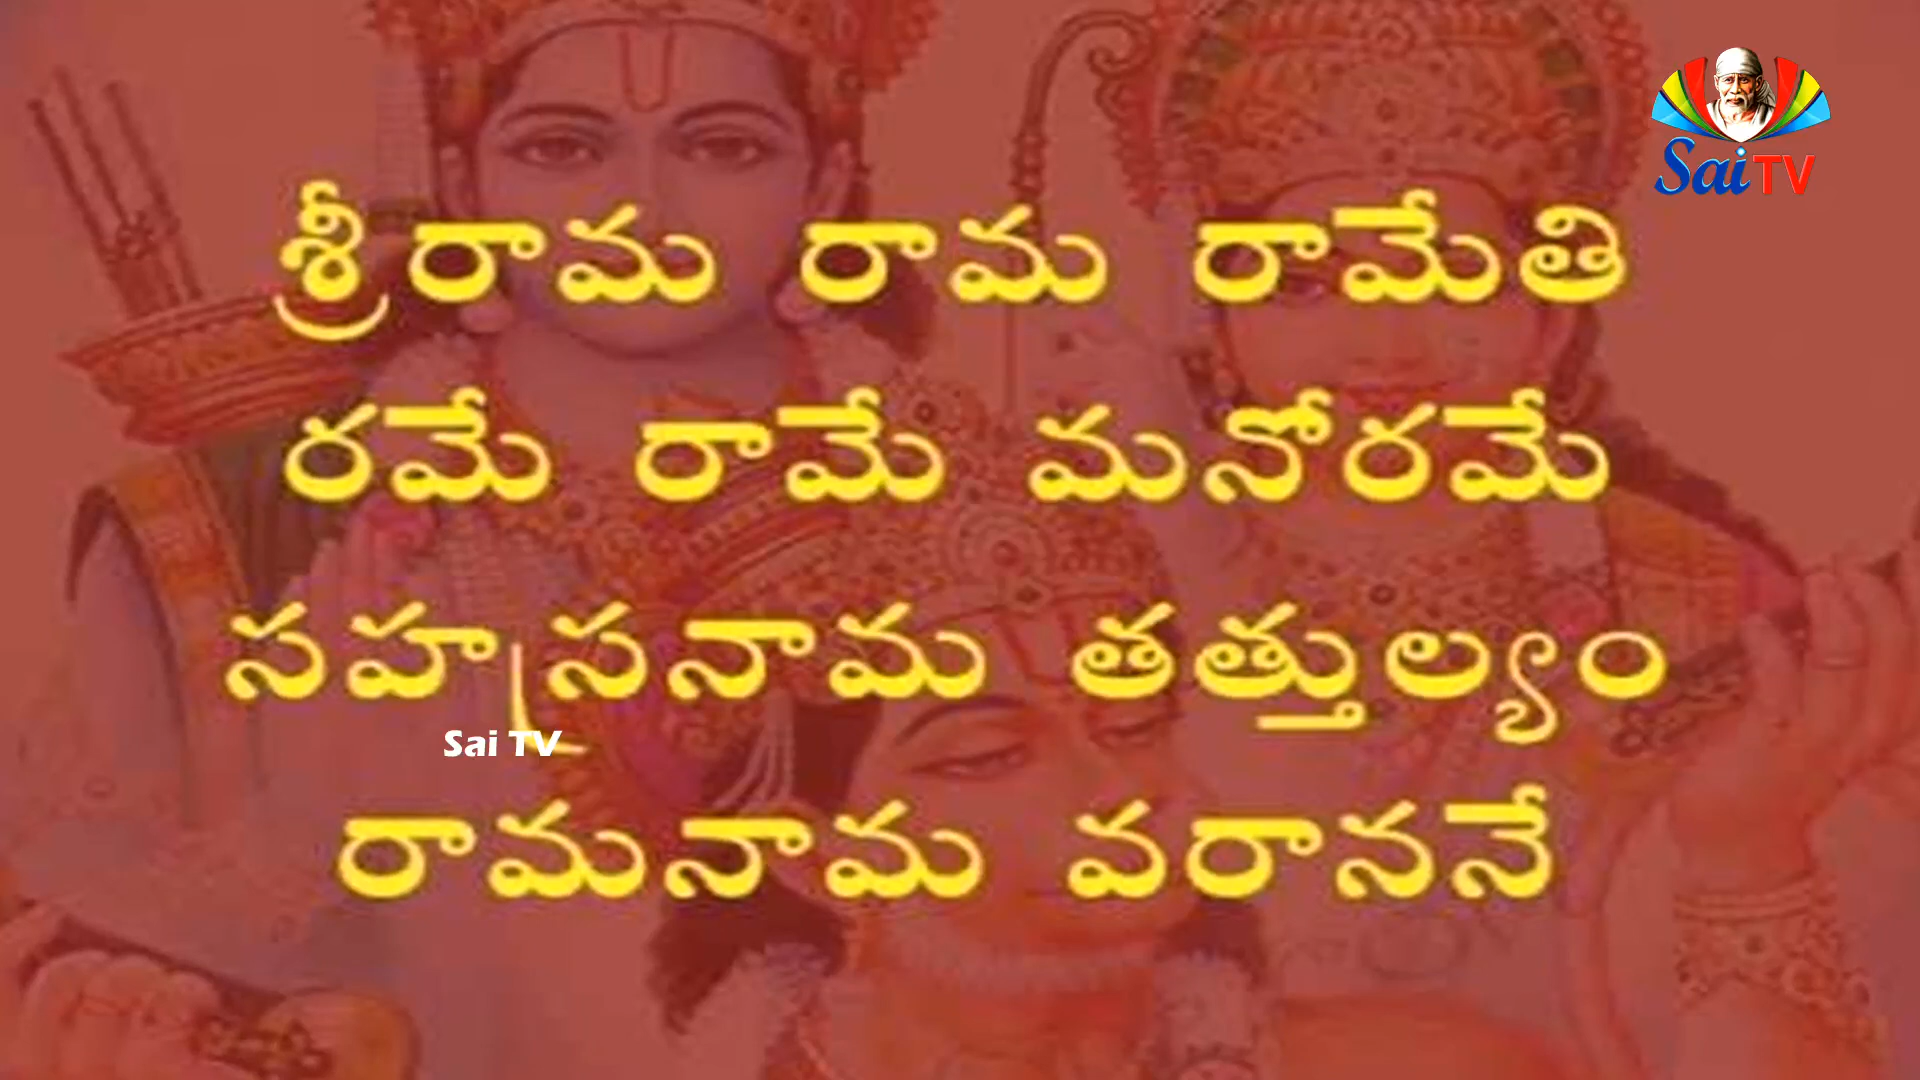 Sai TV
శ్రీరామ రామ రామేతి
రమే రామే మనోరమే
సహస్రనామ తత్తుల్యం
Sai TV
రామనామ వరాననే